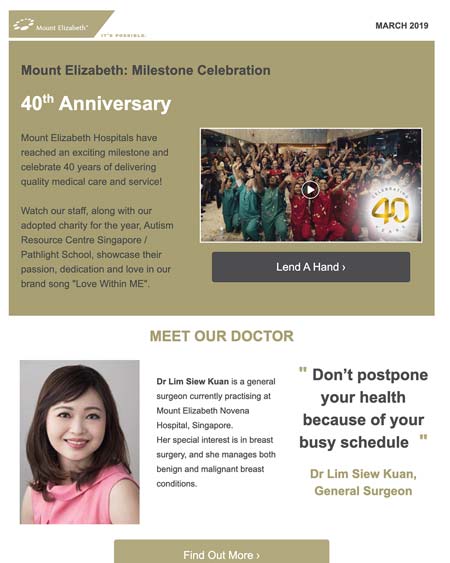 Mount Elizabeth™
IT'S POSSIBLE.
MARCH 2019
Mount Elizabeth: Milestone Celebration
40th Anniversary
Mount Elizabeth Hospitals have
reached an exciting milestone and
celebrate 40 years of delivering
quality medical care and service!
Watch our staff, along with our
adopted charity for the year, Autism
Resource Centre Singapore /
Pathlight School, showcase their
passion, dedication and love in our
brand song "Love Within ME".
CELEBRATING
40
YEARS
Lend A Hand ›
MEET OUR DOCTOR
Dr Lim Siew Kuan is a general
surgeon currently practising at
Mount Elizabeth Novena
Hospital, Singapore.
Her special interest is in breast
surgery, and she manages both
benign and malignant breast
conditions.
" Don’t postpone
your health
because of your
busy schedule "
Dr Lim Siew Kuan,
General Surgeon
Find Out More ›